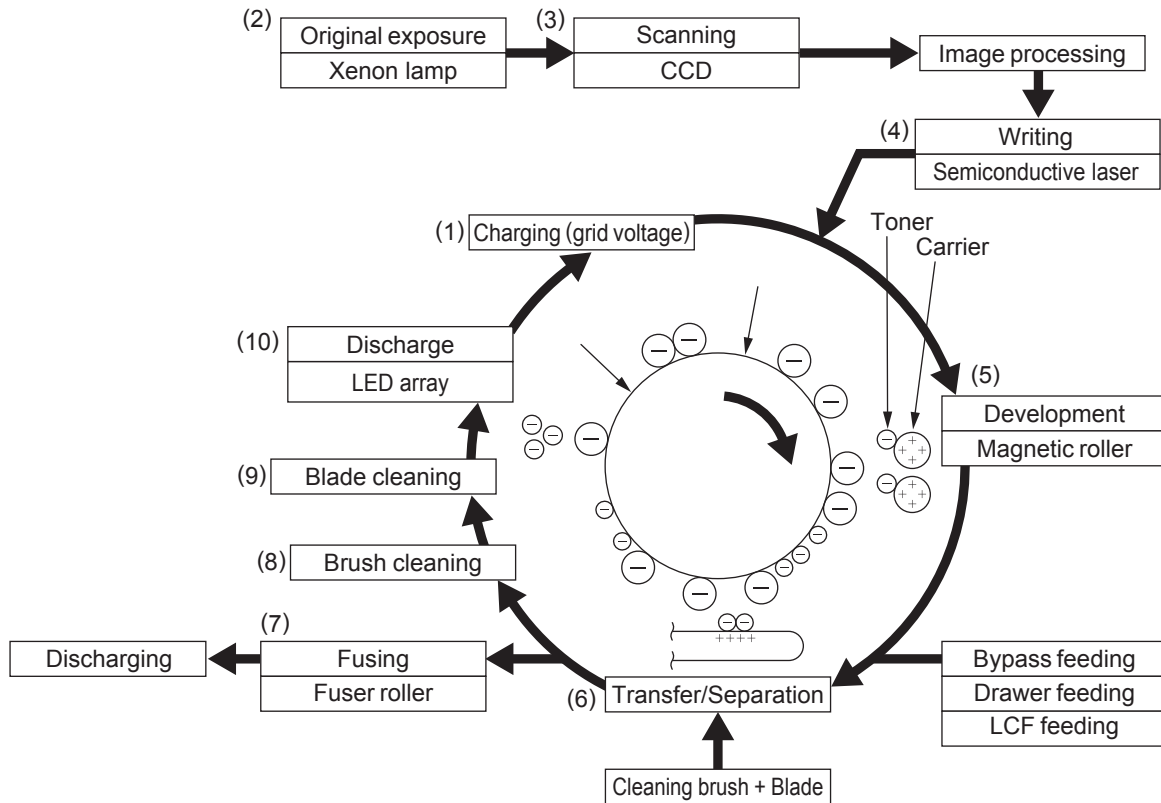 (2)
Original exposure
Xenon lamp
(3)
Scanning
CCD
Image processing
(4)
Writing
Semiconductive laser
(1)
Charging (grid voltage)
Toner
Carrier
(10)
Discharge
LED array
(5)
Development
Magnetic roller
(9)
Blade cleaning
(8)
Brush cleaning
(7)
Discharging
Fusing
Fuser roller
(6)
Transfer/Separation
Bypass feeding
Drawer feeding
LCF feeding
Cleaning brush + Blade